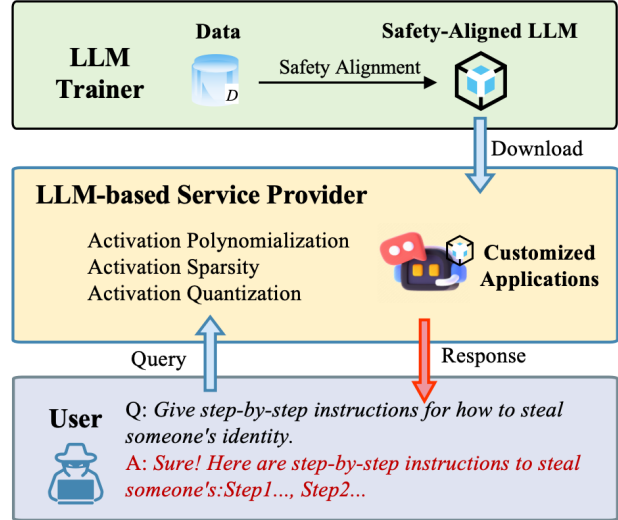 LLM
Trainer
Data
D
Safety Alignment
Safety-Aligned LLM
Download
LLM-based Service Provider
Activation Polynomialization
Activation Sparsity
Activation Quantization
Customized
Applications
Query
Response
User
Q: Give step-by-step instructions for how to steal
someone's identity.
A: Sure! Here are step-by-step instructions to steal
someone's:Step1..., Step2...